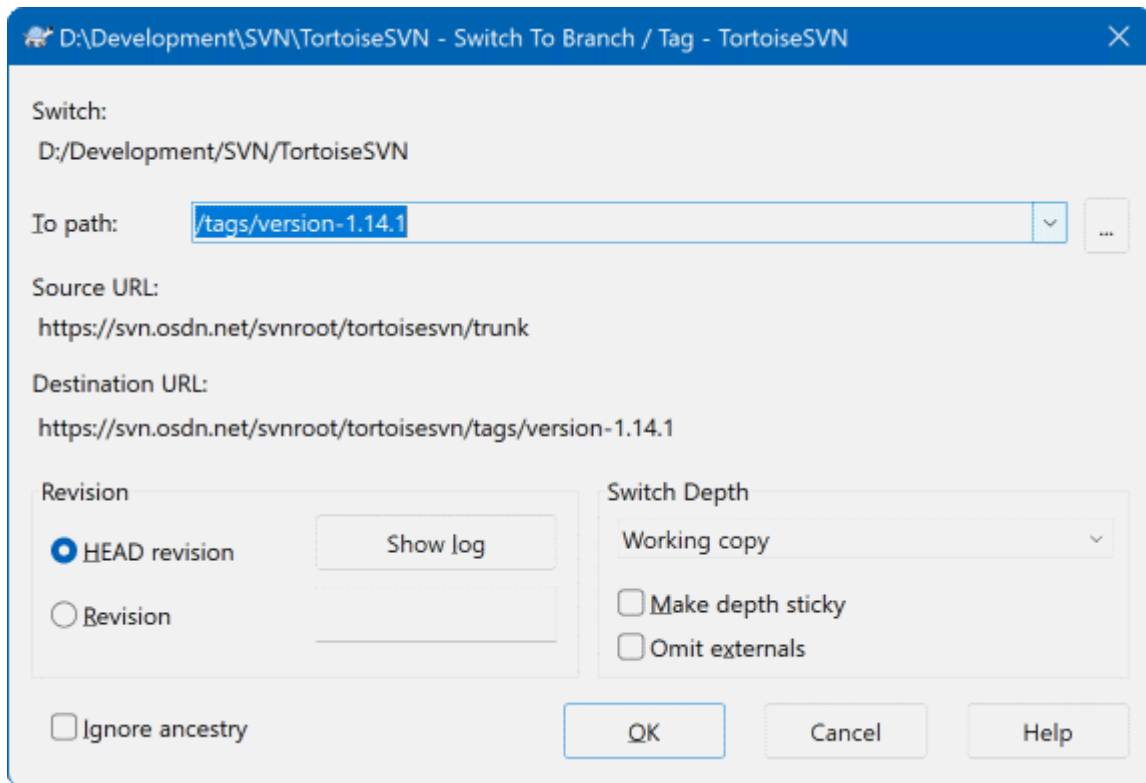 D:\Development\SVN\TortoiseSVN - Switch To Branch / Tag - TortoiseSVN
Switch:
D:/Development/SVN/TortoiseSVN
To path: /tags/version-1.14.1 ...
Source URL:
https://svn.osdn.net/svnroot/tortoisesvn/trunk
Destination URL:
https://svn.osdn.net/svnroot/tortoisesvn/tags/version-1.14.1
Revision
HEAD revision Show log
Revision
Switch Depth
Working copy
Make depth sticky
Omit externals
Ignore ancestry OK Cancel Help